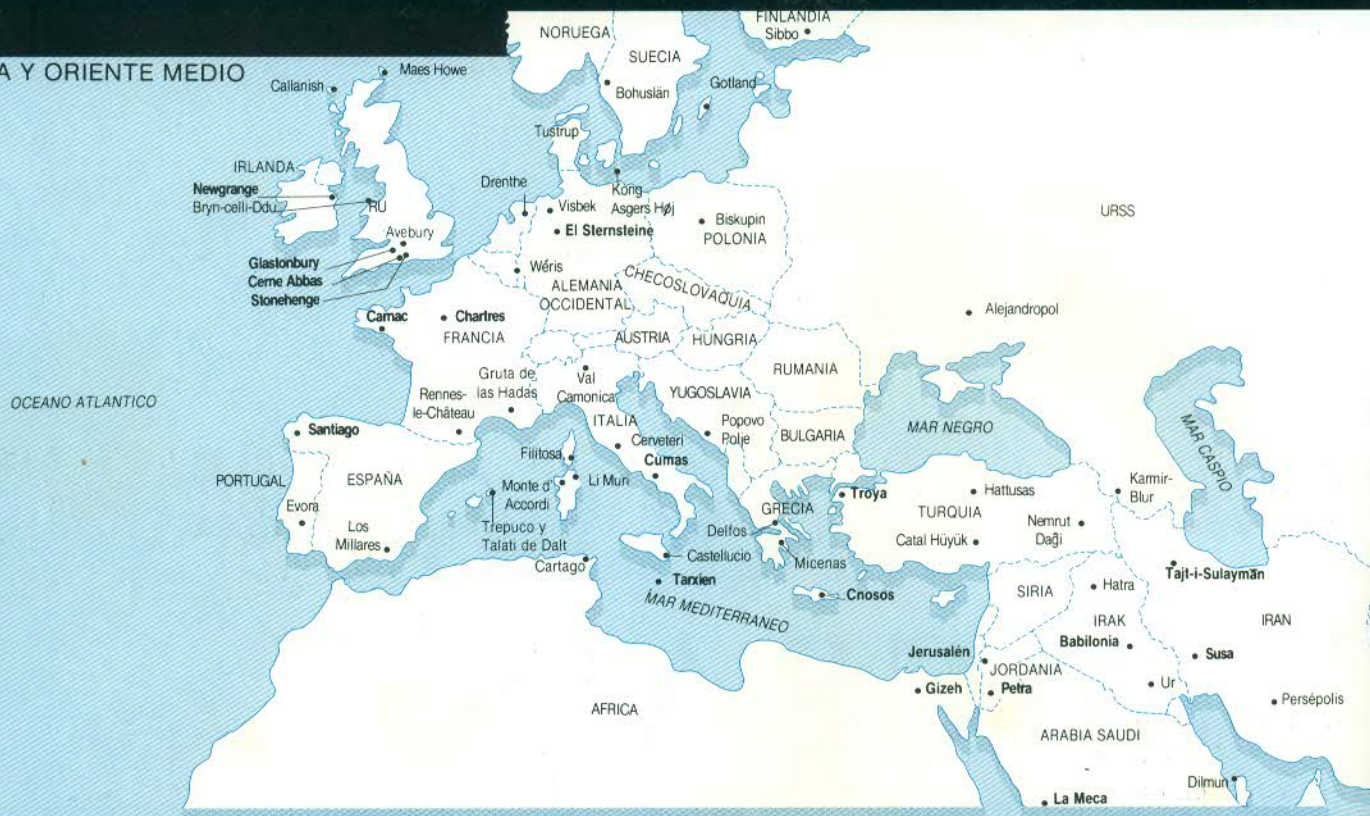 A Y ORIENTE MEDIO
NORUEGA
FINLANDIA
Sibbo
SUECIA
Callanish
Maes Howe
Bohuslän
Gotland
Tustrup
IRLANDA
Newgrange
Bryn-celli-Ddu
RU
Drenthe
Kong
Asgers Høj
Visbek
El Sternsteine
Biskupin
POLONIA
URSS
Avebury
Glastonbury
Cerne Abbas
Stonehenge
Wéris
ALEMANIA
OCCIDENTAL
CHECOSLOVAQUIA
Carnac
Chartres
FRANCIA
AUSTRIA
HUNGRIA
Alejandropol
RUMANIA
OCEANO ATLANTICO
Gruta de
las Hadas
Rennes-
le-Château
Val
Camonica
YUGOSLAVIA
ITALIA
Popovo
Polje
BULGARIA
MAR NEGRO
MAR CASPIO
Santiago
Cerveteri
Cumas
PORTUGAL
ESPAÑA
Filitosa
Monte d'
Accordi
Li Muri
Evora
Los
Millares
Trepuco y
Talati de Dalt
Cartago
Castellucio
Tarxien
MAR MEDITERRANEO
GRECIA
Delfos
Micenas
Cnosos
Troya
Hattusas
TURQUIA
Catal Hüyük
Nemrut
Daği
Karmir-
Blur
Tajt-i-Sulaymān
SIRIA
Hatra
IRAK
Babilonia
IRAN
Susa
Jerusalén
JORDANIA
Gizeh
Petra
Ur
Persépolis
AFRICA
ARABIA SAUDI
Dilmun
La Meca